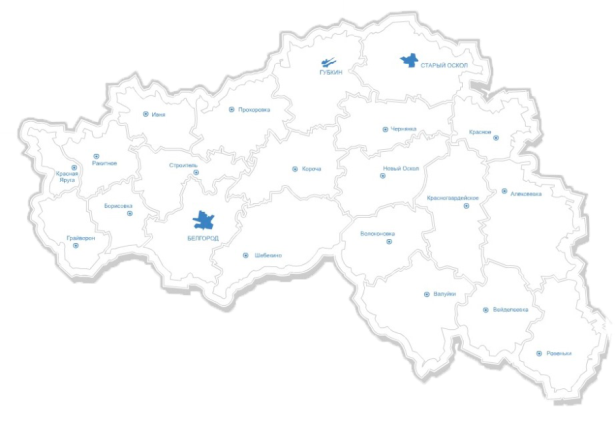 ГУБКИН
СТАРЫЙ ОСКОЛ
Ивня
Прохоровка
Чернянка
Красное
Ракитное
Строитель
Короча
Новый Оскол
Красная
Яруга
Алексеевка
Борисовка
Красногвардейское
Грайворон
БЕЛГОРОД
Волоконовка
Шебекино
Валуйки
Вейделевка
Ровеньки